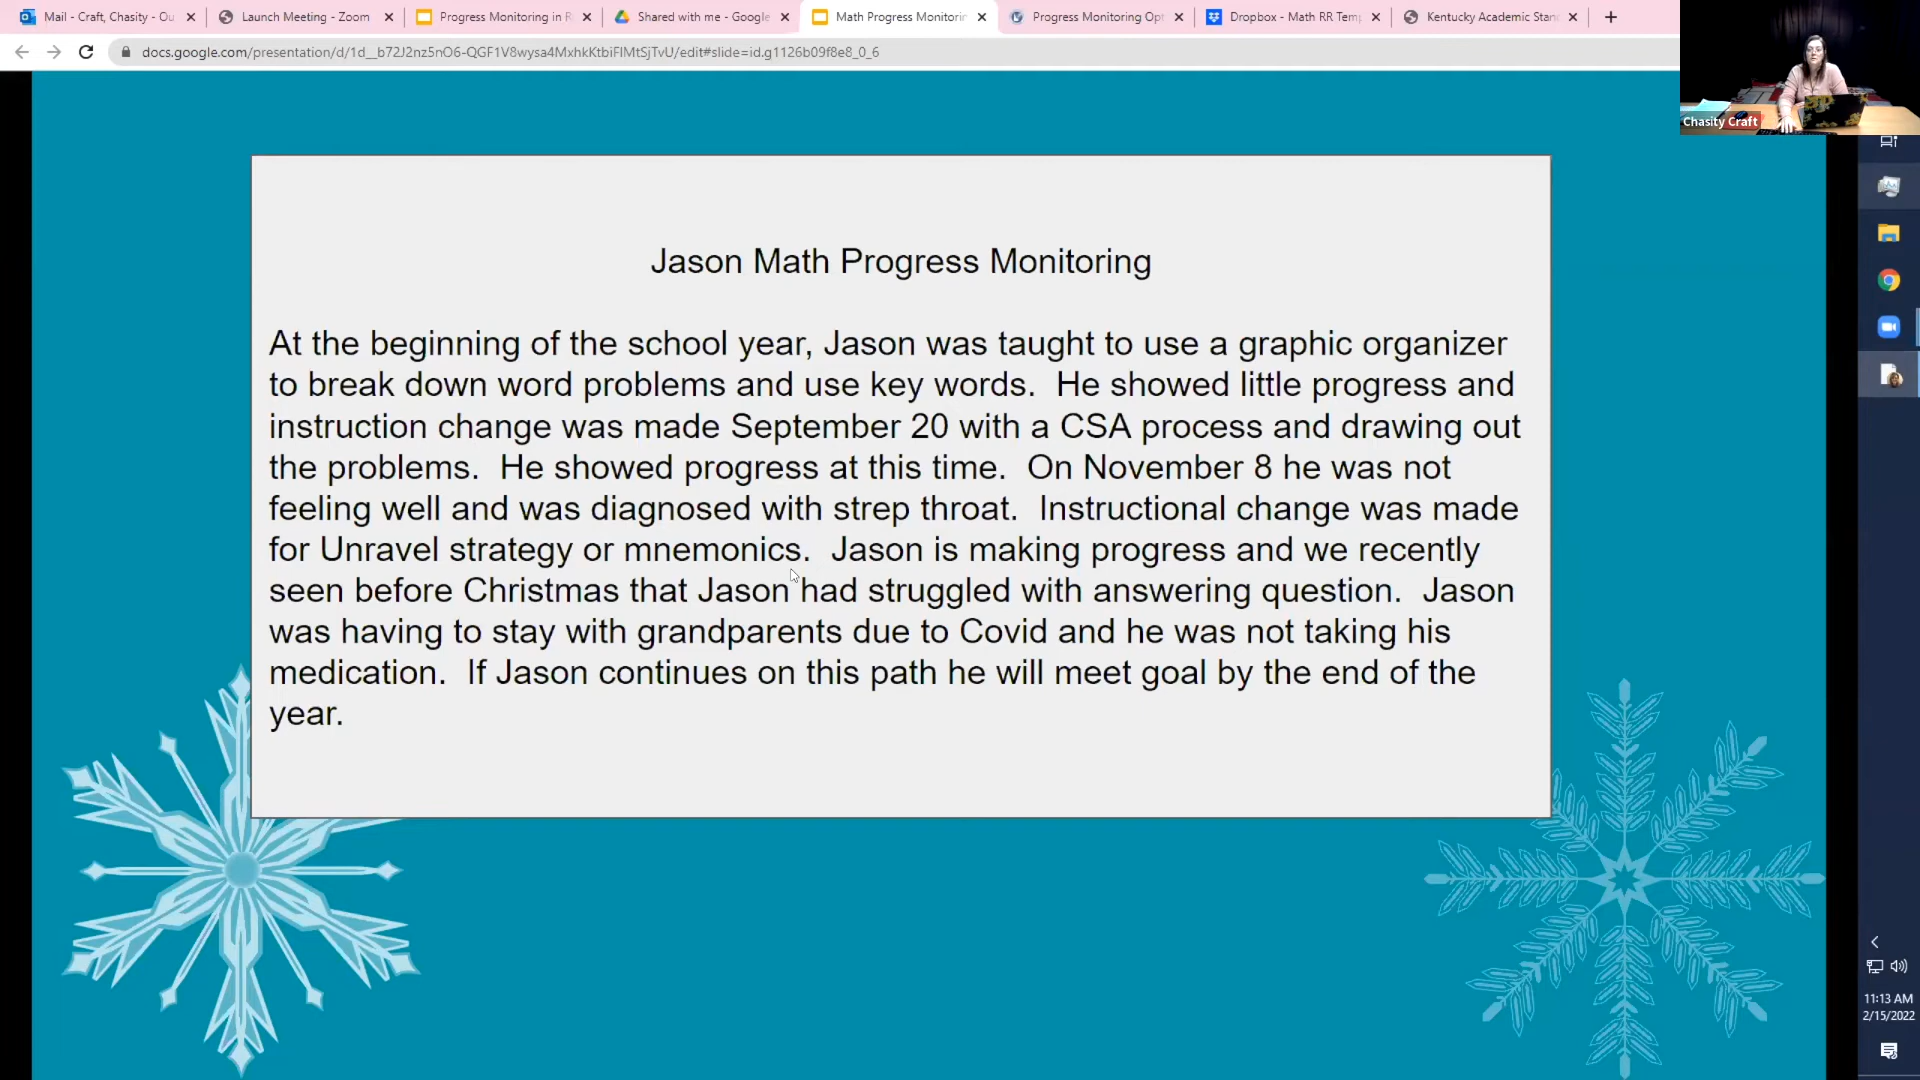 Mail - Craft, Chasity - Ou
Launch Meeting - Zoom
Progress Monitoring in R
Shared with me - Google
Math Progress Monitorin
Progress Monitoring Opt
Dropbox - Math RR Temp
Kentucky Academic Stan
docs.google.com/presentation/d/1d__b72J2nz5nO6-QGF1V8wysa4MxhkKtbiFlMtSjTvU/edit#slide=id.g1126b09f8e8_0_6
Chasity Craft
Jason Math Progress Monitoring
At the beginning of the school year, Jason was taught to use a graphic organizer
to break down word problems and use key words. He showed little progress and
instruction change was made September 20 with a CSA process and drawing out
the problems. He showed progress at this time. On November 8 he was not
feeling well and was diagnosed with strep throat. Instructional change was made
for Unravel strategy or mnemonics. Jason is making progress and we recently
seen before Christmas that Jason had struggled with answering question. Jason
was having to stay with grandparents due to Covid and he was not taking his
medication. If Jason continues on this path he will meet goal by the end of the
year.
11:13 AM
2/15/2022